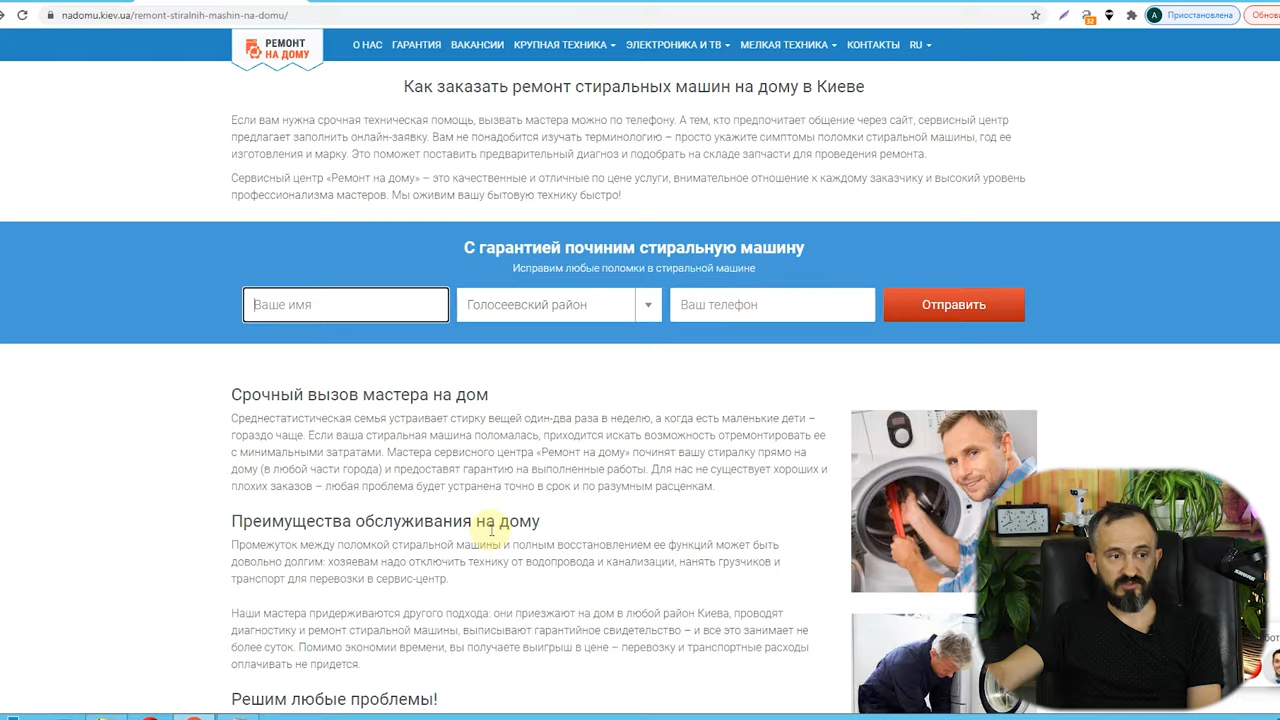 nadomu.kiev.ua/remont-stiralnih-mashin-na-domu/
32
A Приостановлена
РЕМОНТ
НА ДОМУ
О НАС ГАРАНТИЯ ВАКАНСИИ КРУПНАЯ ТЕХНИКА ЭЛЕКТРОНИКА И ТВ МЕЛКАЯ ТЕХНИКА КОНТАКТЫ RU
Как заказать ремонт стиральных машин на дому в Киеве
Если вам нужна срочная техническая помощь, вызвать мастера можно по телефону. А тем, кто предпочитает общение через сайт, сервисный центр
предлагает заполнить онлайн-заявку. Вам не понадобится изучать терминологию – просто укажите симптомы поломки стиральной машины, год ее
изготовления и марку. Это поможет поставить предварительный диагноз и подобрать на складе запчасти для проведения ремонта.
Сервисный центр «Ремонт на дому» – это качественные и отличные по цене услуги, внимательное отношение к каждому заказчику и высокий уровень
профессионализма мастеров. Мы оживим вашу бытовую технику быстро!
С гарантией починим стиральную машину
Исправим любые поломки в стиральной машине
Ваше имя
Голосеевский район
Ваш телефон
Отправить
Срочный вызов мастера на дом
Среднестатистическая семья устраивает стирку вещей один-два раза в неделю, а когда есть маленькие дети –
гораздо чаще. Если ваша стиральная машина поломалась, приходится искать возможность отремонтировать ее
с минимальными затратами. Мастера сервисного центра «Ремонт на дому» починят вашу стиралку прямо на
дому (в любой части города) и предоставят гарантию на выполненные работы. Для нас не существует хороших и
плохих заказов – любая проблема будет устранена точно в срок и по разумным расценкам.
Преимущества обслуживания на дому
Промежуток между поломкой стиральной машины и полным восстановлением ее функций может быть
довольно долгим: хозяевам надо отключить технику от водопровода и канализации, нанять грузчиков и
транспорт для перевозки в сервис-центр.
Наши мастера придерживаются другого подхода: они приезжают на дом в любой район Киева, проводят
диагностику и ремонт стиральной машины, выписывают гарантийное свидетельство – и все это занимает не
более суток. Помимо экономии времени, вы получаете выигрыш в цене – перевозку и транспортные расходы
оплачивать не придется.
Решим любые проблемы!